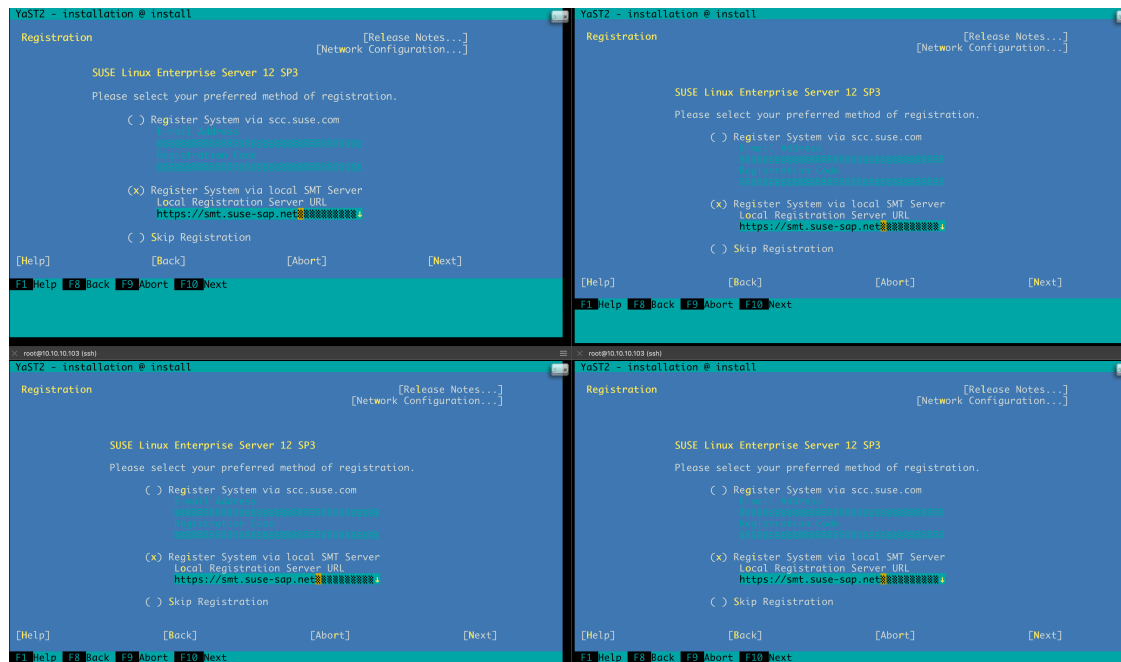 YaST2 - installation @ install
Registration
[Release Notes...]
[Network Configuration...]
SUSE Linux Enterprise Server 12 SP3
Please select your preferred method of registration.
( ) Register System via scc.suse.com
(x) Register System via local SMT Server
Local Registration Server URL
https://smt.suse-sap.net
( ) Skip Registration
[Help] [Back] [Abort] [Next]
F1 Help F8 Back F9 Abort F10 Next
YaST2 - installation @ install
Registration
[Release Notes...]
[Network Configuration...]
SUSE Linux Enterprise Server 12 SP3
Please select your preferred method of registration.
( ) Register System via scc.suse.com
(x) Register System via local SMT Server
Local Registration Server URL
https://smt.suse-sap.net
( ) Skip Registration
[Help] [Back] [Abort] [Next]
F1 Help F8 Back F9 Abort F10 Next
root@10.10.10.103 (ssh)
YaST2 - installation @ install
Registration
[Release Notes...]
[Network Configuration...]
SUSE Linux Enterprise Server 12 SP3
Please select your preferred method of registration.
( ) Register System via scc.suse.com
(x) Register System via local SMT Server
Local Registration Server URL
https://smt.suse-sap.net
( ) Skip Registration
[Help] [Back] [Abort] [Next]
F1 Help F8 Back F9 Abort F10 Next
root@10.10.10.103 (ssh)
YaST2 - installation @ install
Registration
[Release Notes...]
[Network Configuration...]
SUSE Linux Enterprise Server 12 SP3
Please select your preferred method of registration.
( ) Register System via scc.suse.com
(x) Register System via local SMT Server
Local Registration Server URL
https://smt.suse-sap.net
( ) Skip Registration
[Help] [Back] [Abort] [Next]
F1 Help F8 Back F9 Abort F10 Next